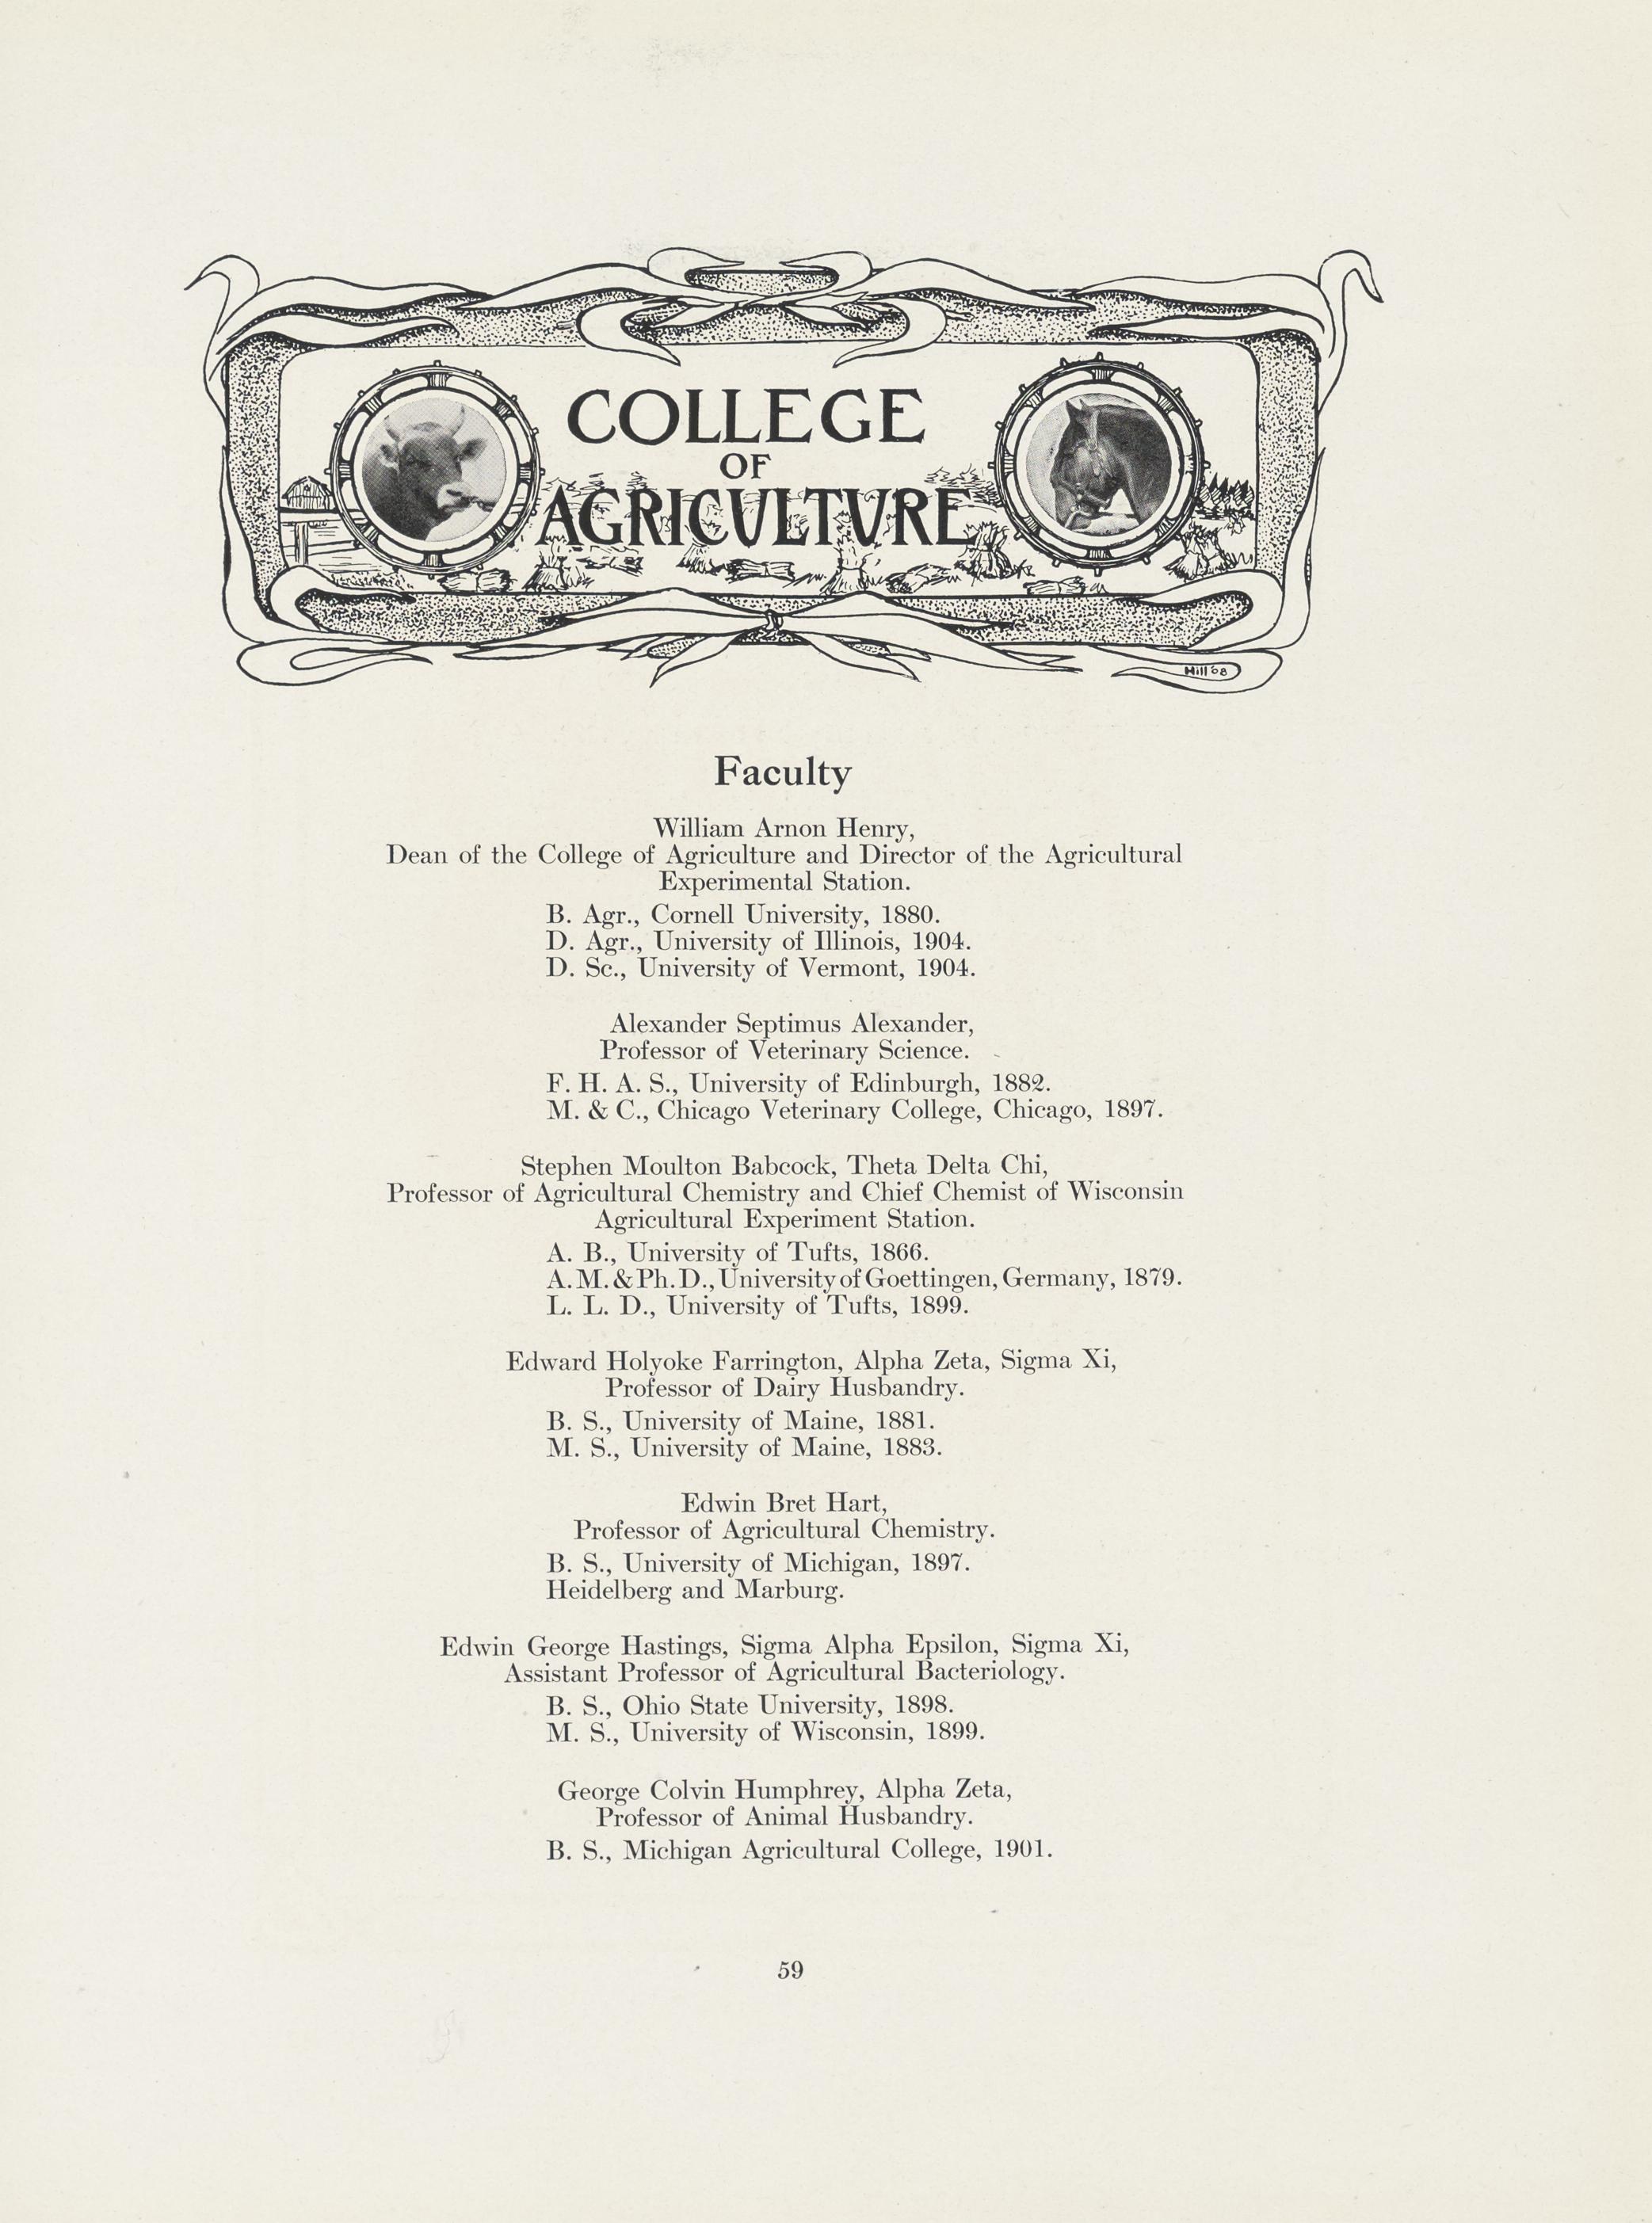 COLLEGE
OF
AGRICVLTVRE
Hill '08
Faculty
William Arnon Henry,
Dean of the College of Agriculture and Director of the Agricultural
Experimental Station.
B. Agr., Cornell University, 1880.
D. Agr., University of Illinois, 1904.
D. Sc., University of Vermont, 1904.
Alexander Septimus Alexander,
Professor of Veterinary Science.
F. H. A. S., University of Edinburgh, 1882.
M. & C., Chicago Veterinary College, Chicago, 1897.
Stephen Moulton Babcock, Theta Delta Chi,
Professor of Agricultural Chemistry and Chief Chemist of Wisconsin
Agricultural Experiment Station.
A. B., University of Tufts, 1866.
A. M. & Ph. D., University of Goettingen, Germany, 1879.
L. L. D., University of Tufts, 1899.
Edward Holyoke Farrington, Alpha Zeta, Sigma Xi,
Professor of Dairy Husbandry.
B. S., University of Maine, 1881.
M. S., University of Maine, 1883.
Edwin Bret Hart,
Professor of Agricultural Chemistry.
B. S., University of Michigan, 1897.
Heidelberg and Marburg.
Edwin George Hastings, Sigma Alpha Epsilon, Sigma Xi,
Assistant Professor of Agricultural Bacteriology.
B. S., Ohio State University, 1898.
M. S., University of Wisconsin, 1899.
George Colvin Humphrey, Alpha Zeta,
Professor of Animal Husbandry.
B. S., Michigan Agricultural College, 1901.
59